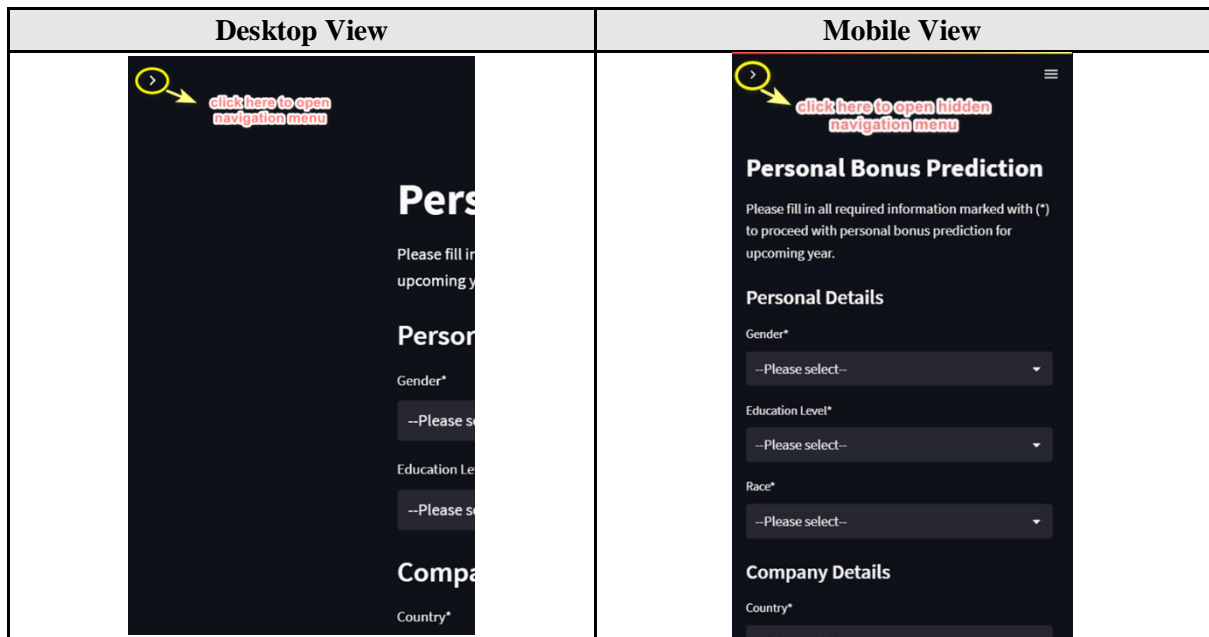 Desktop View
Mobile View
click here to open
navigation menu
Pers
Please fill in
upcoming y
Person
Gender*
--Please se
Education Le
--Please se
Compa
Country*
click here to open hidden
navigation menu
Personal Bonus Prediction
Please fill in all required information marked with (*)
to proceed with personal bonus prediction for
upcoming year.
Personal Details
Gender*
--Please select--
Education Level*
--Please select--
Race*
--Please select--
Company Details
Country*